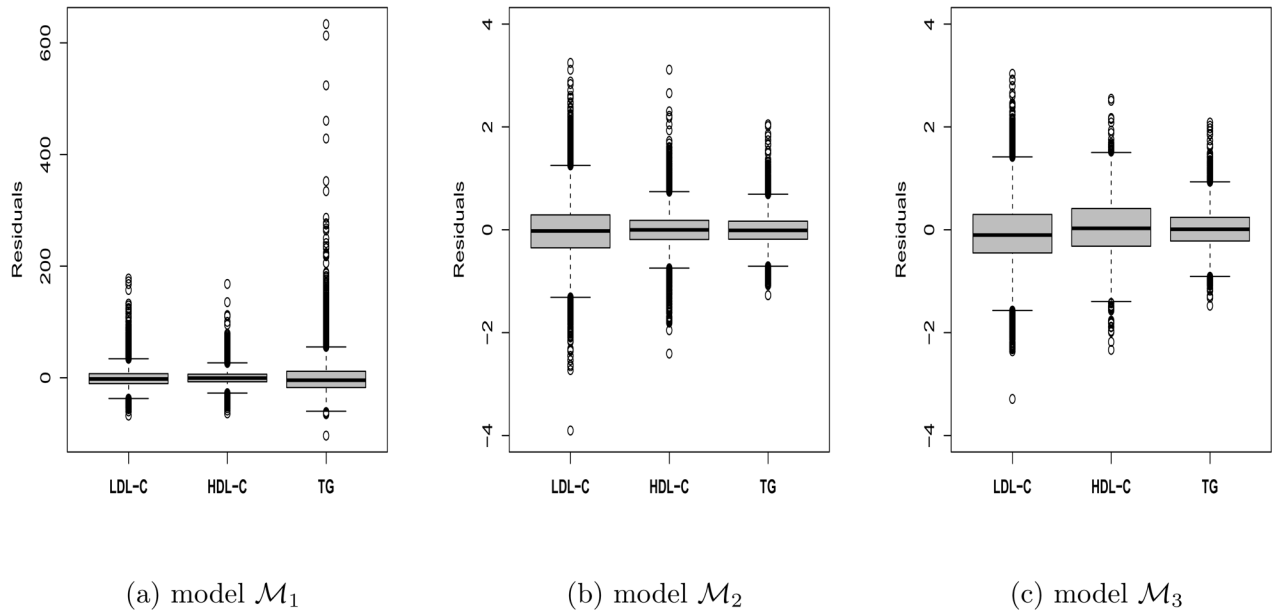 Residuals
600
400
200
0
LDL-C HDL-C TG
(a) model M₁
Residuals
4
2
0
−2
−4
LDL-C HDL-C TG
(b) model M₂
Residuals
4
2
0
−2
−4
LDL-C HDL-C TG
(c) model M₃